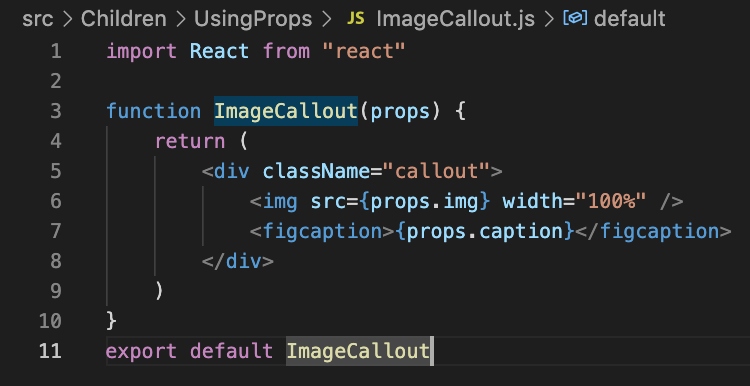 src > Children > UsingProps > JS ImageCallout.js > default
1 import React from "react"
2
3 function ImageCallout(props) {
4     return (
5         <div className="callout">
6             <img src={props.img} width="100%" />
7             <figcaption>{props.caption}</figcaption>
8         </div>
9     )
10 }
11 export default ImageCallout